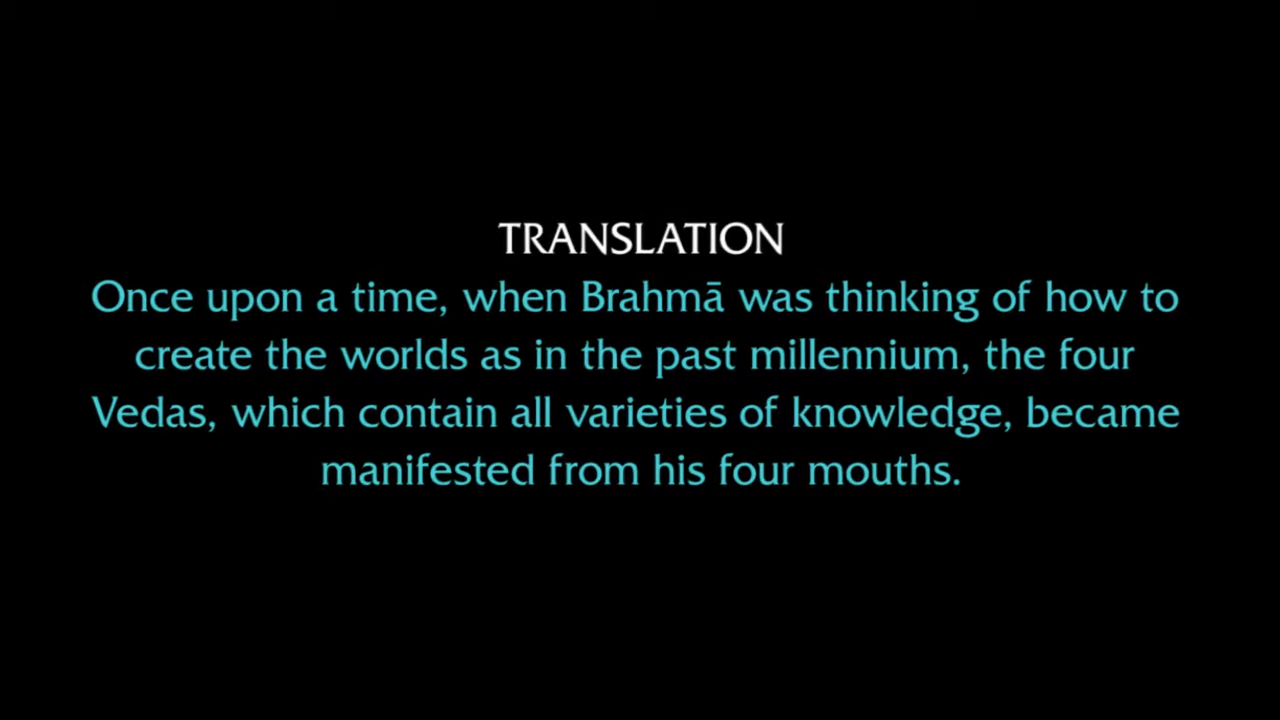 TRANSLATION
Once upon a time, when Brahmā was thinking of how to
create the worlds as in the past millennium, the four
Vedas, which contain all varieties of knowledge, became
manifested from his four mouths.